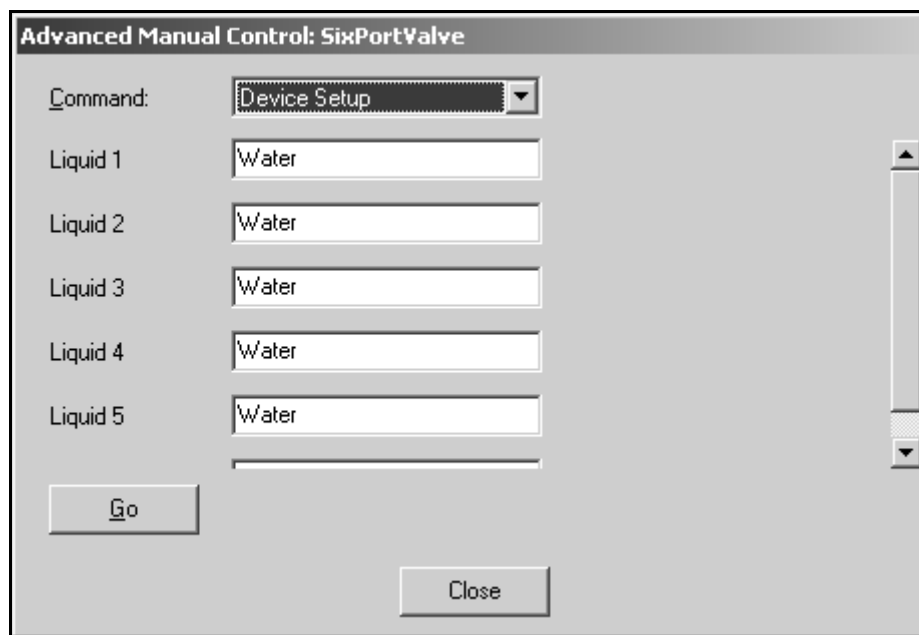 Advanced Manual Control: SixPortValve
Command: Device Setup
Liquid 1 Water
Liquid 2 Water
Liquid 3 Water
Liquid 4 Water
Liquid 5 Water
Go
Close